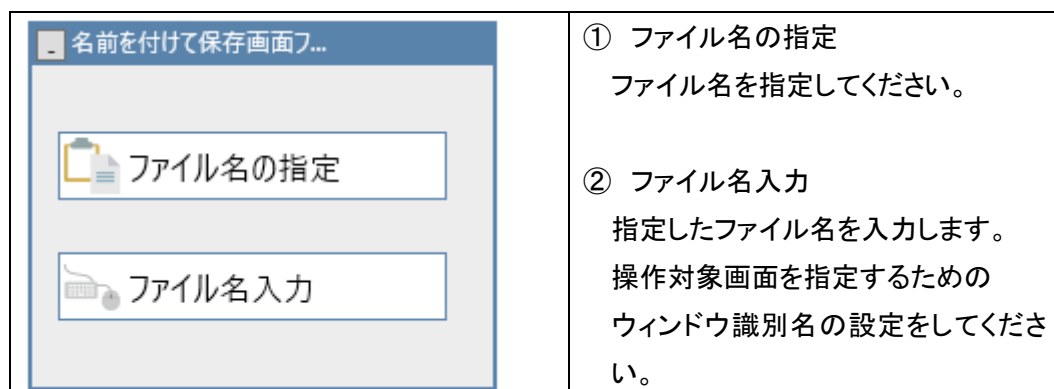 名前を付けて保存画面フ...
ファイル名の指定
ファイル名入力
① ファイル名の指定
ファイル名を指定してください。
② ファイル名入力
指定したファイル名を入力します。
操作対象画面を指定するための
ウィンドウ識別名の設定をしてくださ
い。